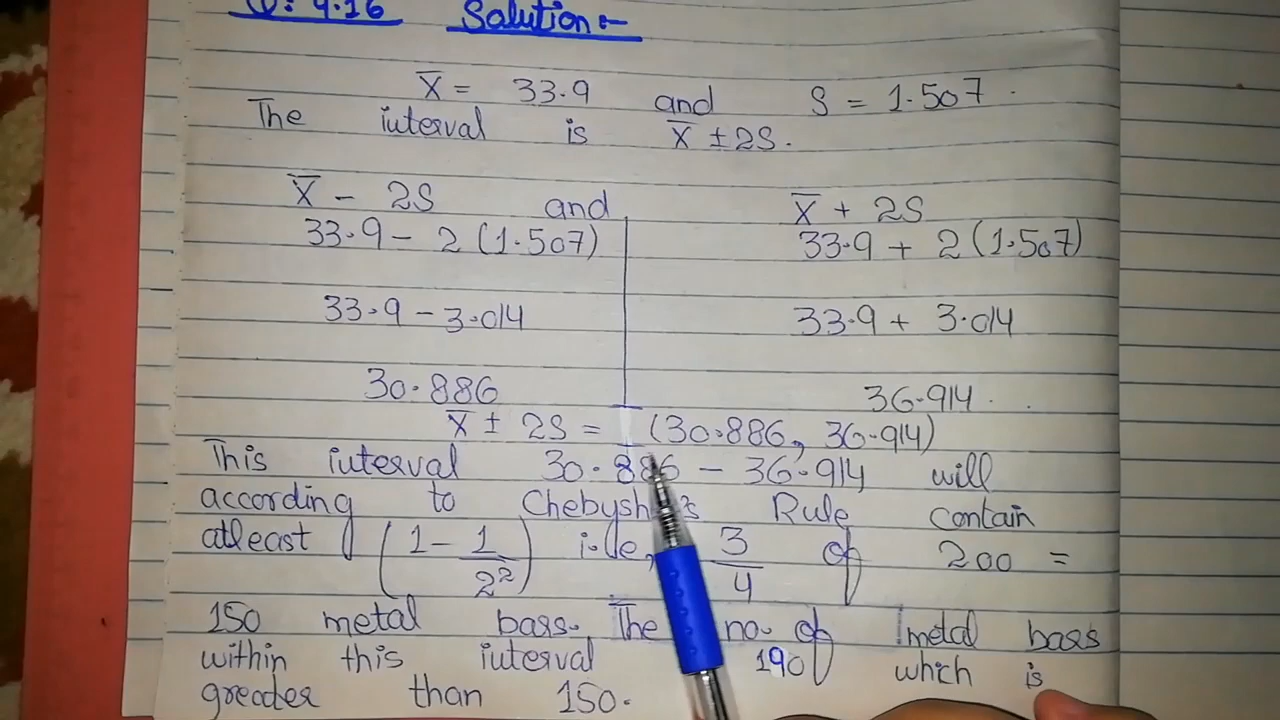 Q: 4.16 Salution:-
X̄ = 33.9 and S = 1.507.
The interval is X̄ ± 2S.
X̄ - 2S and X̄ + 2S
33.9 - 2 (1.507) 33.9 + 2 (1.507)
33.9 - 3.014 33.9 + 3.014
30.886 36.914.
X̄ ± 2S = (30.886, 36.914)
This interval 30.886 - 36.914 will
according to Chebysh's Rule contain
atleast (1 - 1/2²) i.e, 3/4 of 200 =
150 metal bars. The no. of metal bars
within this interval 190 which is
greater than 150.